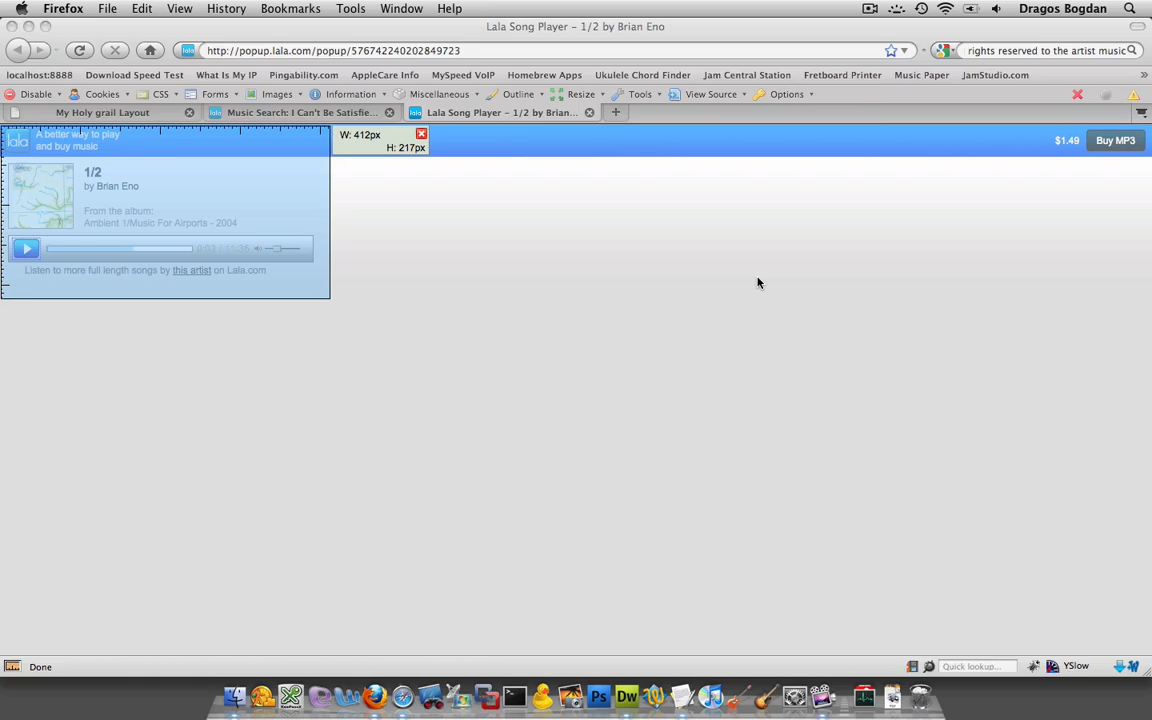 Firefox File Edit View History Bookmarks Tools Window Help Dragos Bogdan
Lala Song Player – 1/2 by Brian Eno
lala http://popup.lala.com/popup/576742240202849723 rights reserved to the artist music
localhost:8888 Download Speed Test What Is My IP Pingability.com AppleCare Info MySpeed VoIP Homebrew Apps Ukulele Chord Finder Jam Central Station Fretboard Printer Music Paper JamStudio.com »
Disable Cookies CSS Forms Images Information Miscellaneous Outline Resize Tools View Source Options
My Holy grail Layout lala Music Search: I Can't Be Satisfie... lala Lala Song Player – 1/2 by Brian... +
lala A better way to play
and buy music
W: 412px
H: 217px
$1.49 Buy MP3
1/2
by Brian Eno
From the album:
Ambient 1/Music For Airports - 2004
Listen to more full length songs by this artist on Lala.com
Done Quick lookup... YSlow
Ps Dw